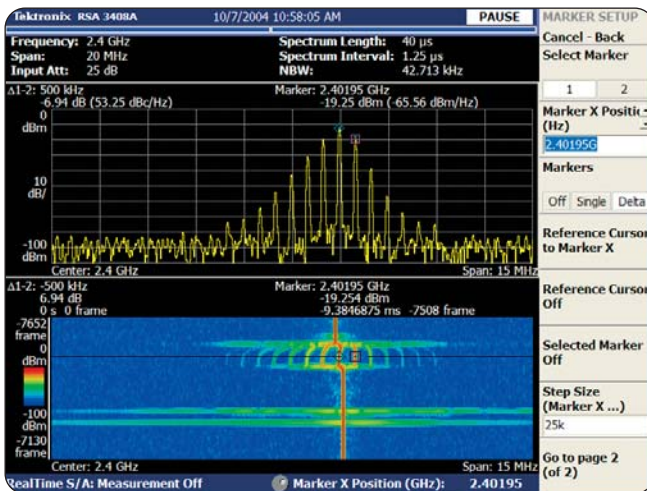 Tektronix RSA 3408A 10/7/2004 10:58:05 AM PAUSE
Frequency: 2.4 GHz Spectrum Length: 40 µs
Span: 20 MHz Spectrum Interval: 1.25 µs
Input Att: 25 dB NBW: 42.713 kHz
Δ1-2: 500 kHz Marker: 2.40195 GHz
-6.94 dB (53.25 dBc/Hz) -19.25 dBm (-65.56 dBm/Hz)
0
dBm
1
10
dB/
-100
dBm
Center: 2.4 GHz Span: 15 MHz
Δ1-2: -500 kHz Marker: 2.40195 GHz
6.94 dB -19.254 dBm
0 s 0 frame -9.3846875 ms -7508 frame
-7652
frame
0
dBm
-100
dBm
-7130
frame
Center: 2.4 GHz Span: 15 MHz
RealTime S/A: Measurement Off Marker X Position (GHz): 2.40195
MARKER SETUP
Cancel - Back
Select Marker
1 2
Marker X Positi
(Hz)
2.40195G
Markers
Off Single Delta
Reference Cursor
to Marker X
Reference Cursor
Off
Selected Marker
Off
Step Size
(Marker X ...)
25k
Go to page 2
(of 2)